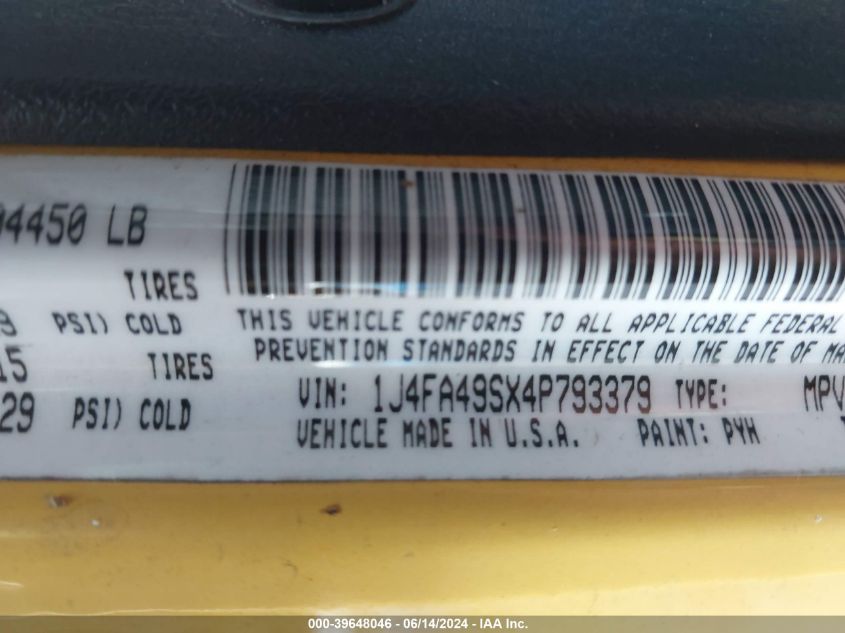 4450 LB
TIRES
PSI) COLD
15 TIRES
29 PSI) COLD
THIS VEHICLE CONFORMS TO ALL APPLICABLE FEDERAL
PREVENTION STANDARDS IN EFFECT ON THE DATE OF MA
VIN: 1J4FA49SX4P793379 TYPE: MPV
VEHICLE MADE IN U.S.A. PAINT: PYH
000-39648046 - 06/14/2024 - IAA Inc.